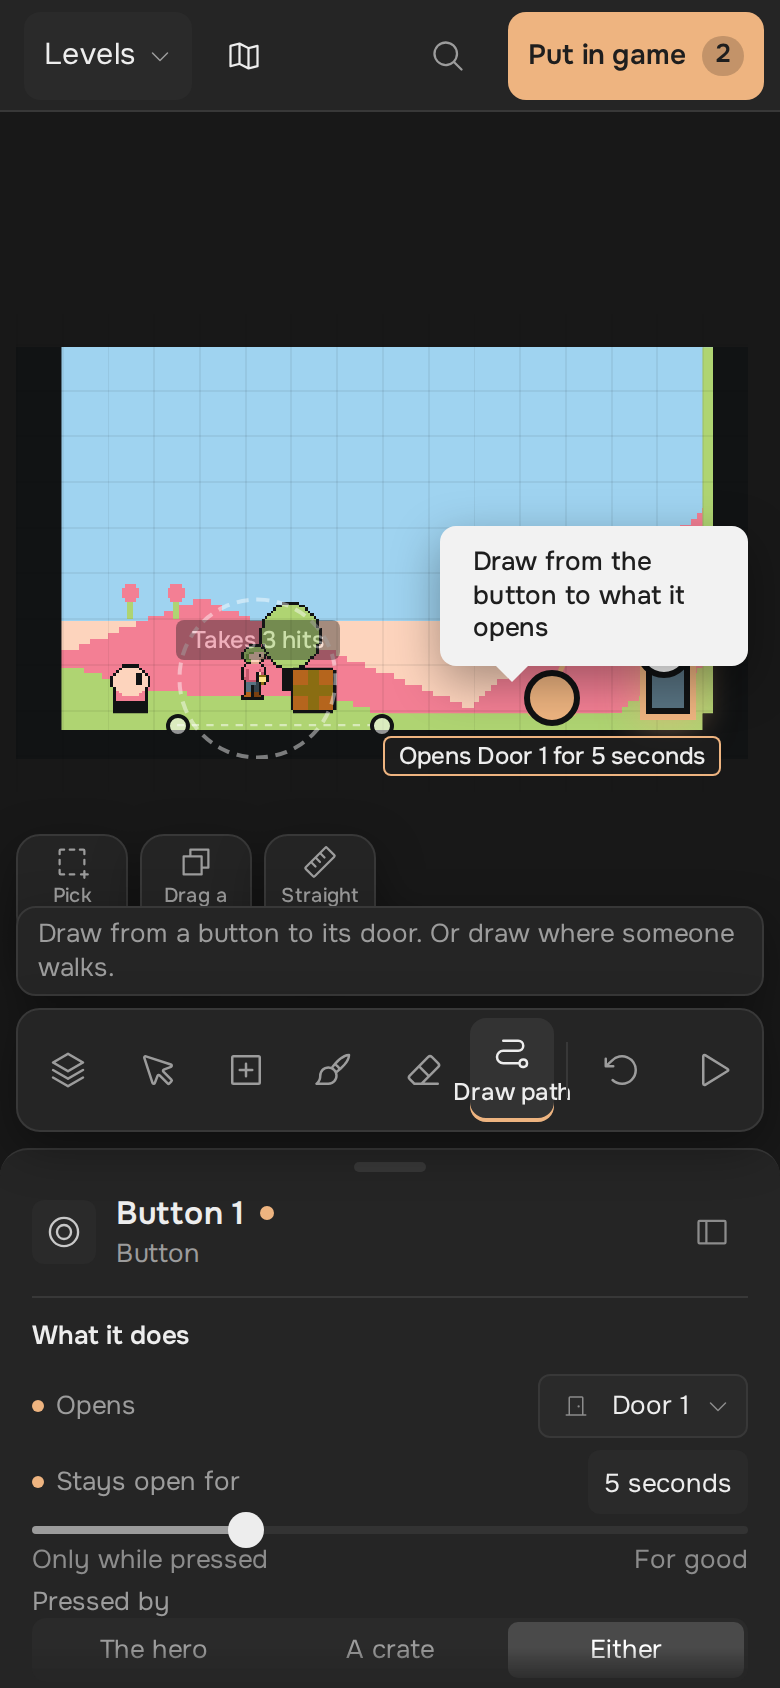 Levels
Put in game 2
Draw from the
button to what it
opens
Takes 3 hits
Opens Door 1 for 5 seconds
Pick
Drag a
Straight
Draw from a button to its door. Or draw where someone
walks.
Draw path
Button 1
Button
What it does
Opens
Door 1
Stays open for
5 seconds
Only while pressed
For good
Pressed by
The hero
A crate
Either